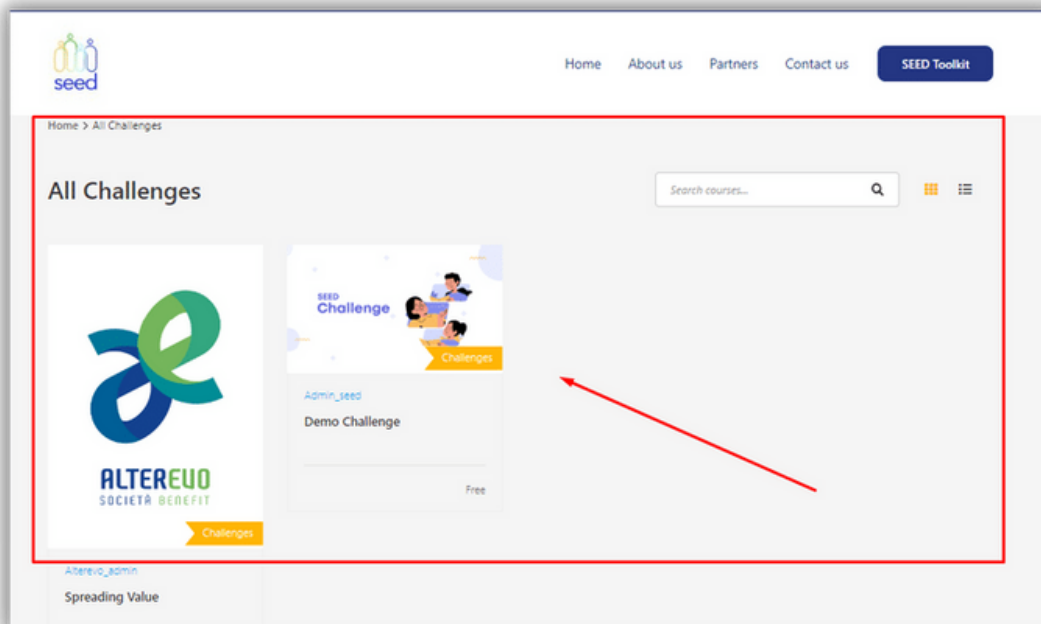 seed
Home About us Partners Contact us SEED Toolkit
Home > All Challenges
All Challenges
Search courses...
ALTEREVO
SOCIETÀ BENEFIT
Challenges
Alterevo_admin
Spreading Value
SEED
Challenge
Challenges
Admin_seed
Demo Challenge
Free